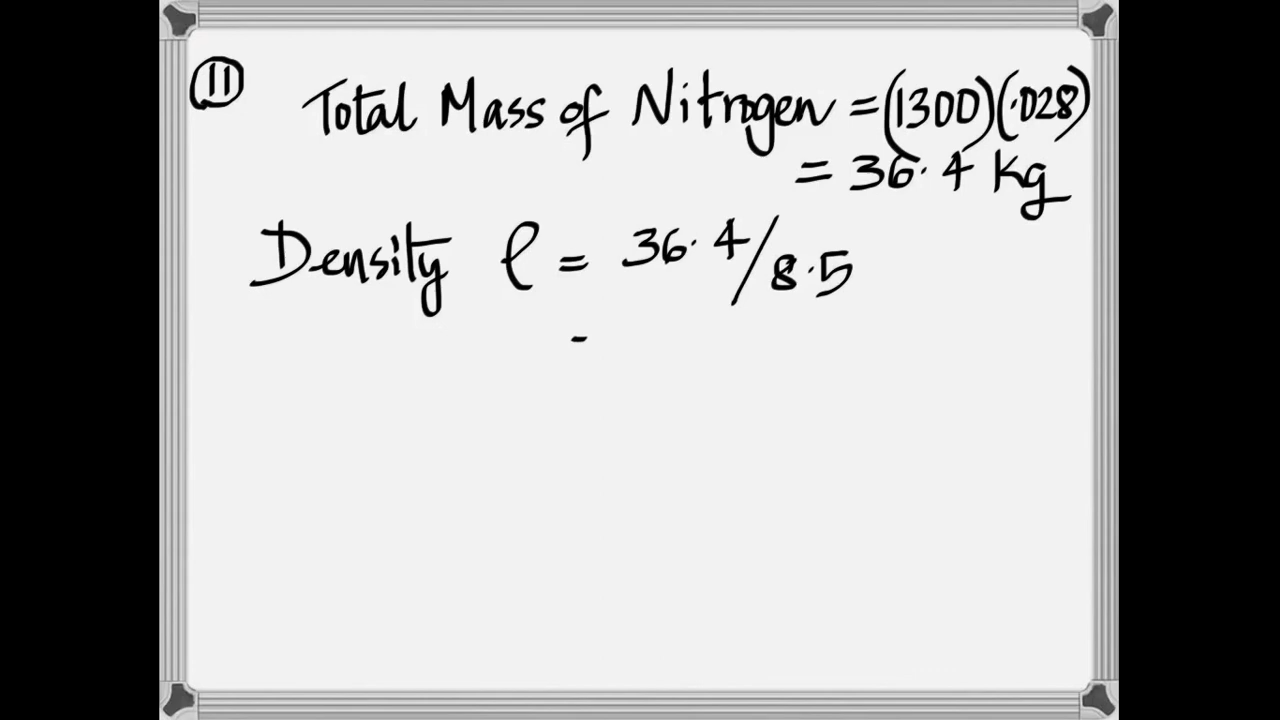 11 Total Mass of Nitrogen = (1300)(.028)
= 36.4 Kg
Density ρ = 36.4/8.5
=